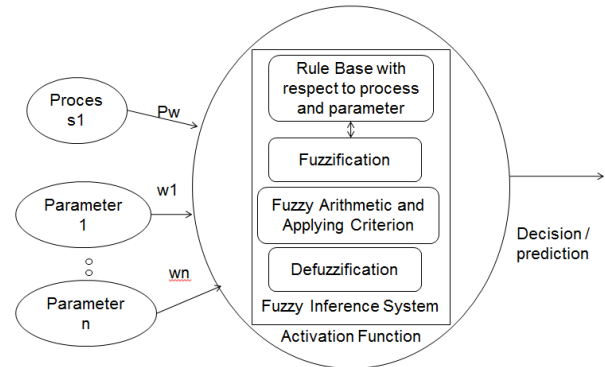 Proces
s1
Pw
Parameter
1
w1
Parameter
n
wn
Rule Base with
respect to process
and parameter
Fuzzification
Fuzzy Arithmetic and
Applying Criterion
Defuzzification
Fuzzy Inference System
Activation Function
Decision /
prediction